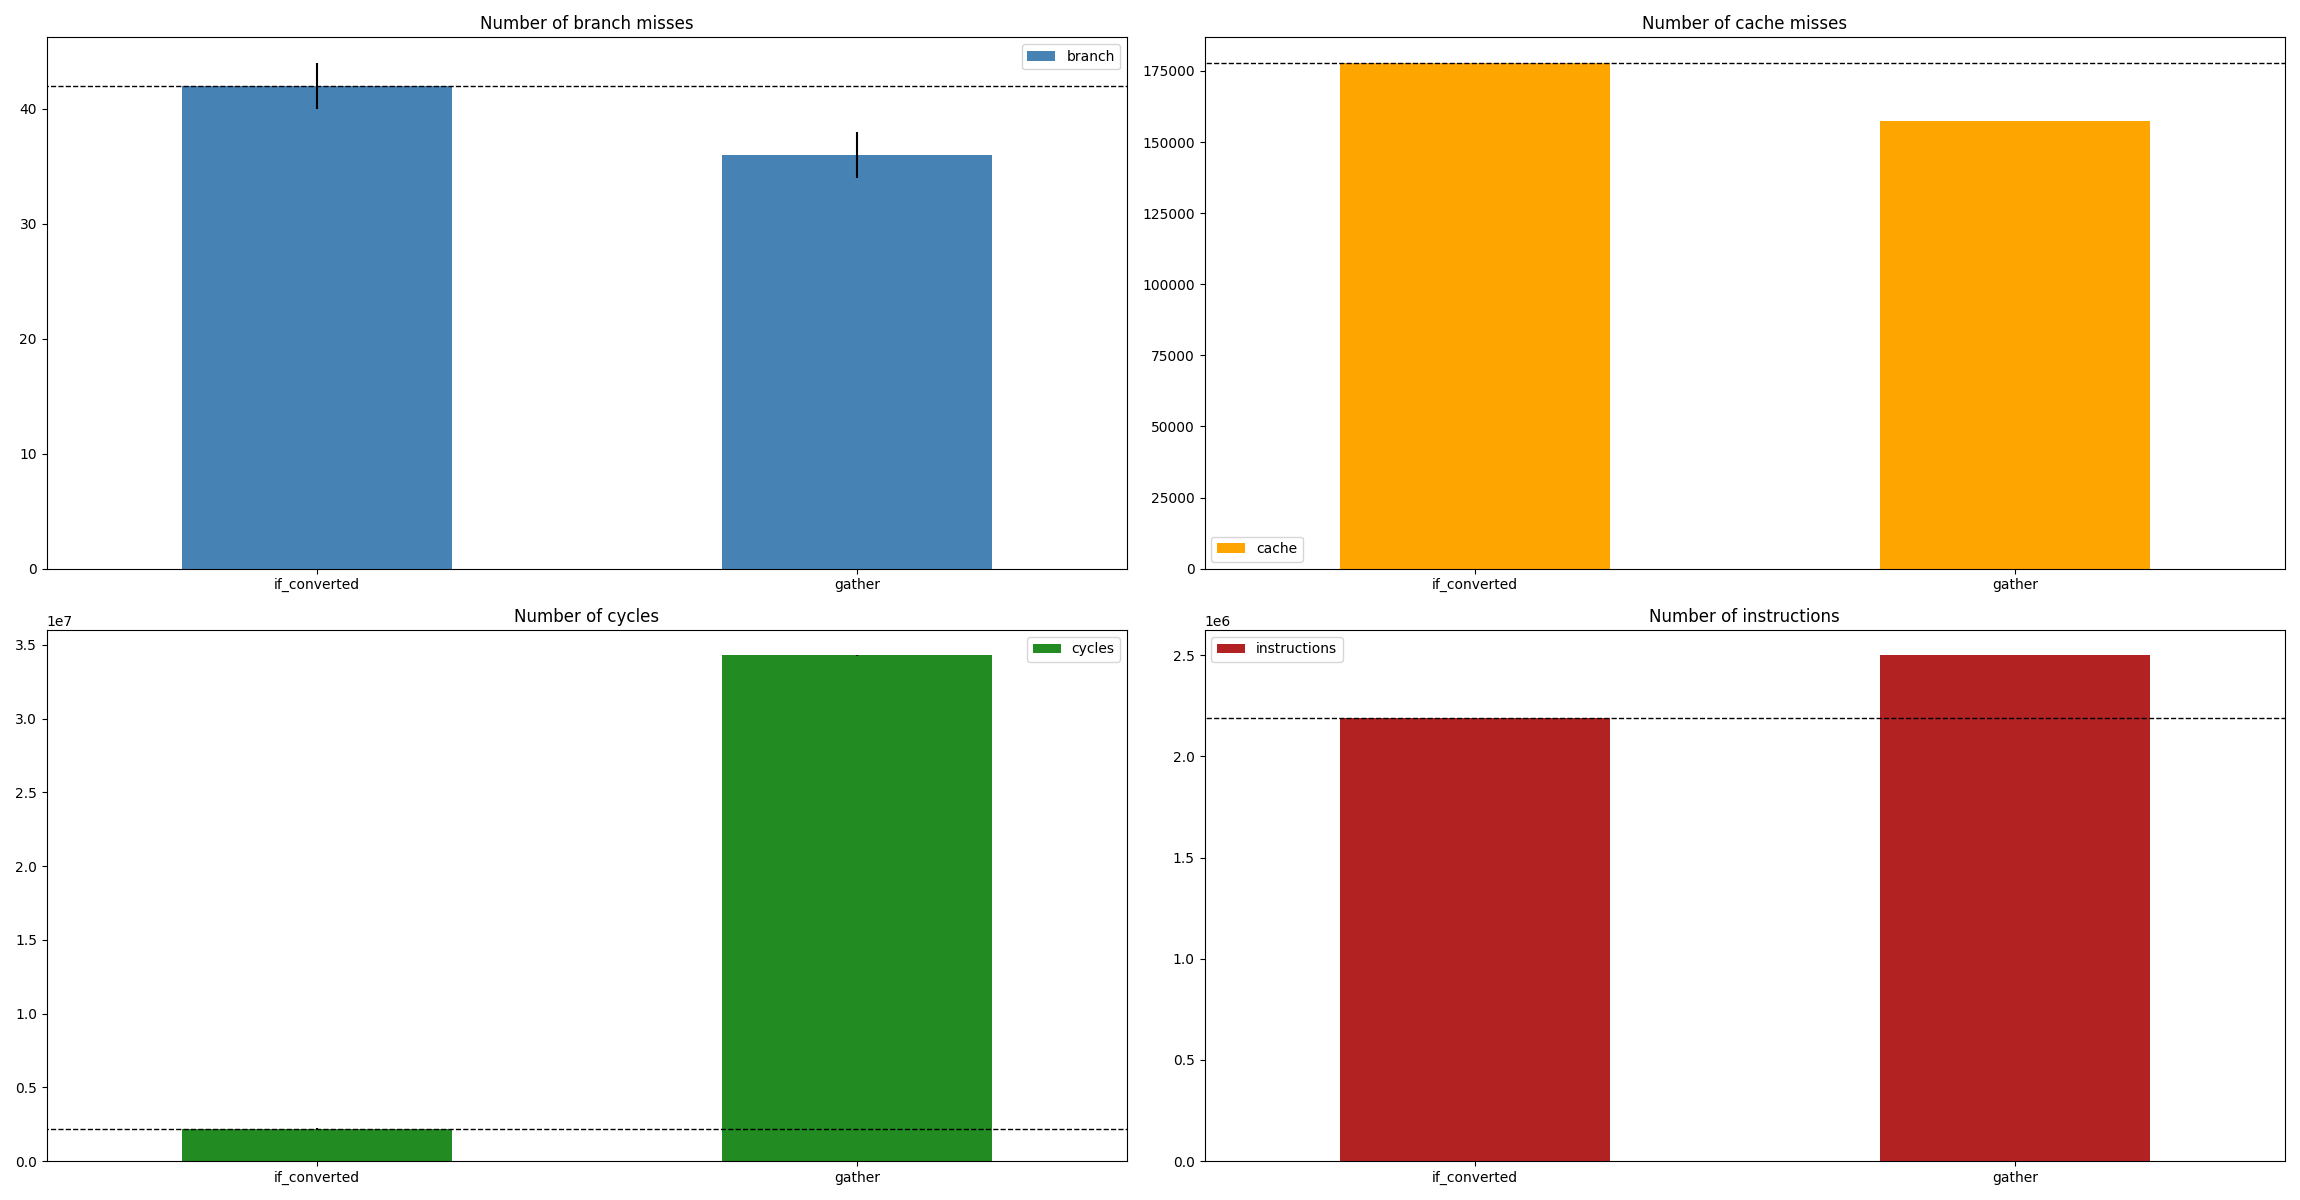 Number of branch misses
branch
40
30
20
10
0
if_converted
gather
Number of cache misses
175000
150000
125000
100000
75000
50000
25000
0
cache
if_converted
gather
Number of cycles
1e7
cycles
3.5
3.0
2.5
2.0
1.5
1.0
0.5
0.0
if_converted
gather
Number of instructions
1e6
instructions
2.5
2.0
1.5
1.0
0.5
0.0
if_converted
gather